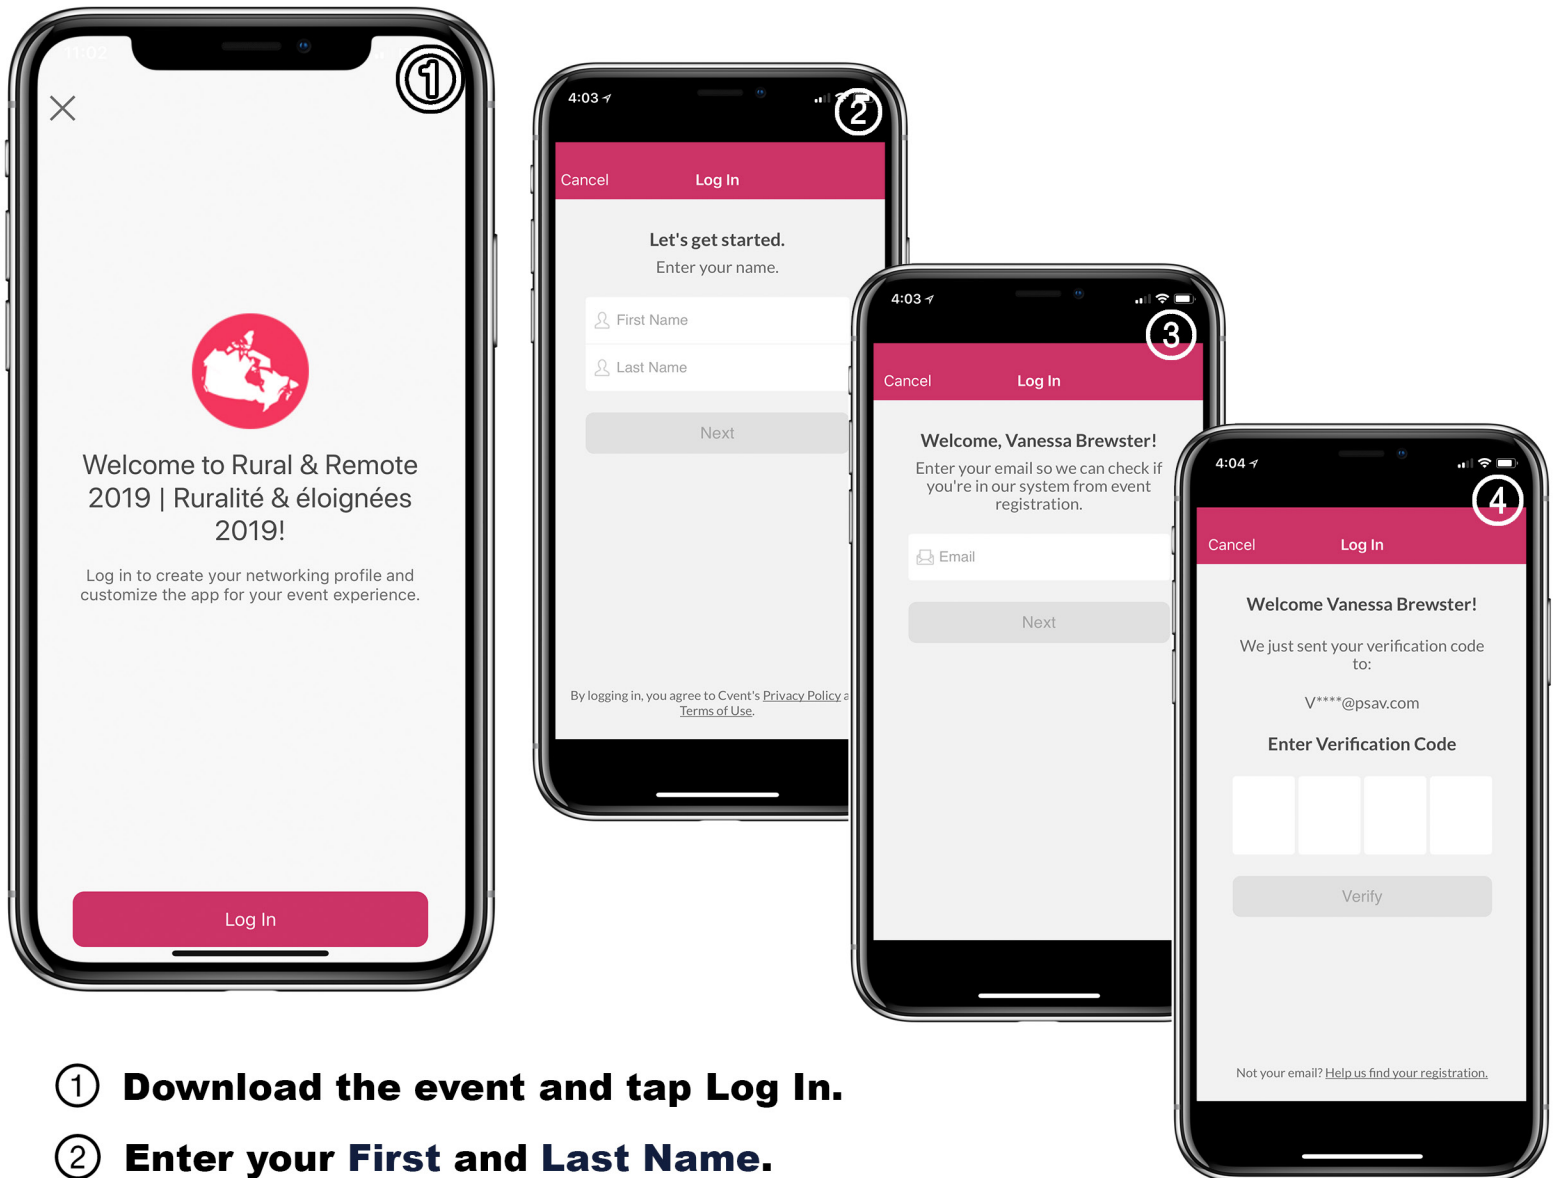 11:02
①
Welcome to Rural & Remote
2019 | Ruralité & éloignées
2019!
Log in to create your networking profile and
customize the app for your event experience.
Log In
4:03
②
Cancel Log In
Let's get started.
Enter your name.
First Name
Last Name
Next
By logging in, you agree to Cvent's Privacy Policy a
Terms of Use.
4:03
③
Cancel Log In
Welcome, Vanessa Brewster!
Enter your email so we can check if
you're in our system from event
registration.
Email
Next
4:04
④
Cancel Log In
Welcome Vanessa Brewster!
We just sent your verification code
to:
V****@psav.com
Enter Verification Code
Verify
Not your email? Help us find your registration.
① Download the event and tap Log In.
② Enter your First and Last Name.